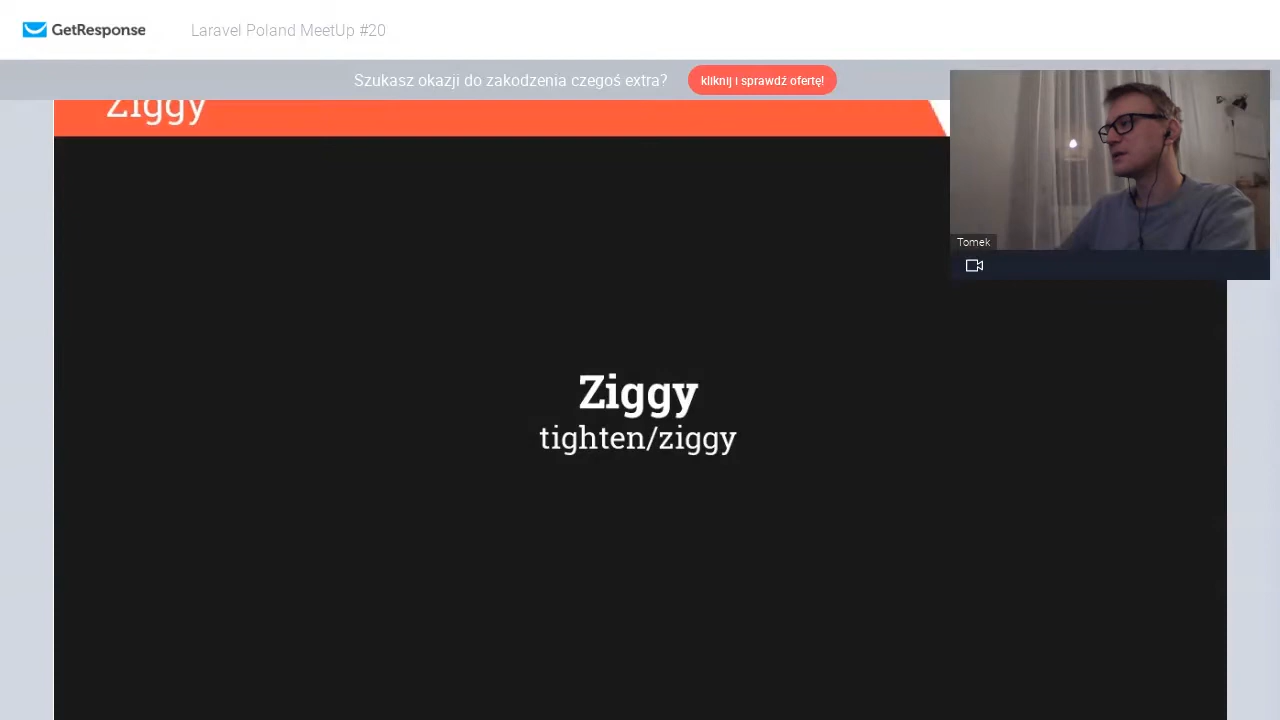 GetResponse
Laravel Poland MeetUp #20
Szukasz okazji do zakodzenia czegoś extra?
kliknij i sprawdź ofertę!
Ziggy
Tomek
Ziggy
tighten/ziggy